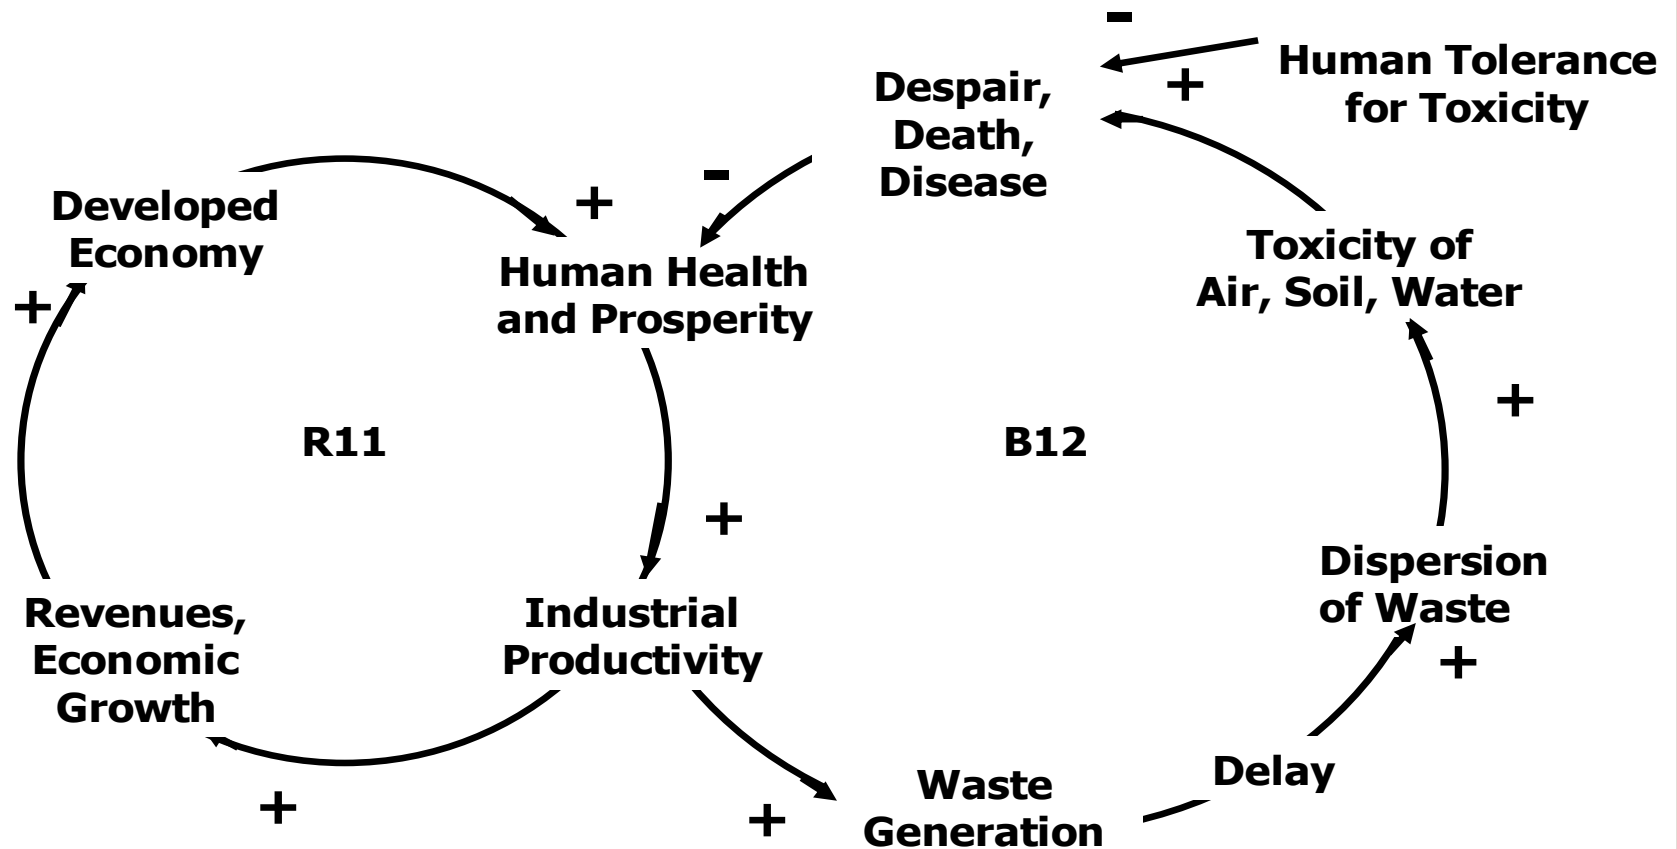 -
Human Tolerance
for Toxicity
+
Despair,
Death,
Disease
-
+
Developed
Economy
+
Human Health
and Prosperity
Toxicity of
Air, Soil, Water
+
R11
B12
+
Dispersion
of Waste
+
Revenues,
Economic
Growth
Industrial
Productivity
+
+
Delay
Waste
Generation